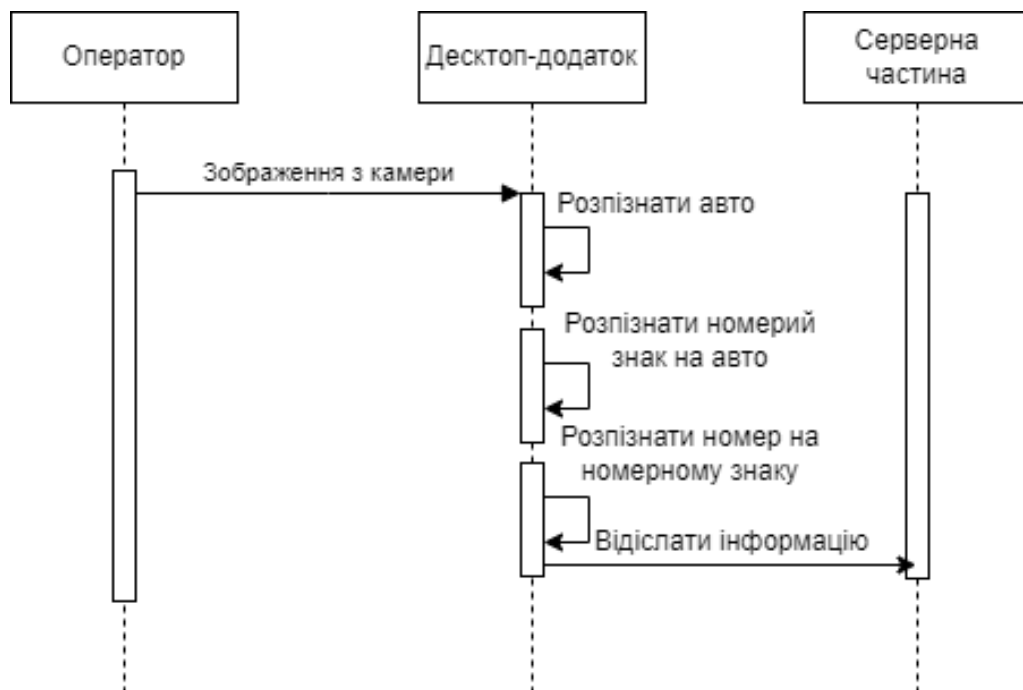 Оператор
Десктоп-додаток
Серверна
частина
Зображення з камери
Розпізнати авто
Розпізнати номерий
знак на авто
Розпізнати номер на
номерному знаку
Відіслати інформацію